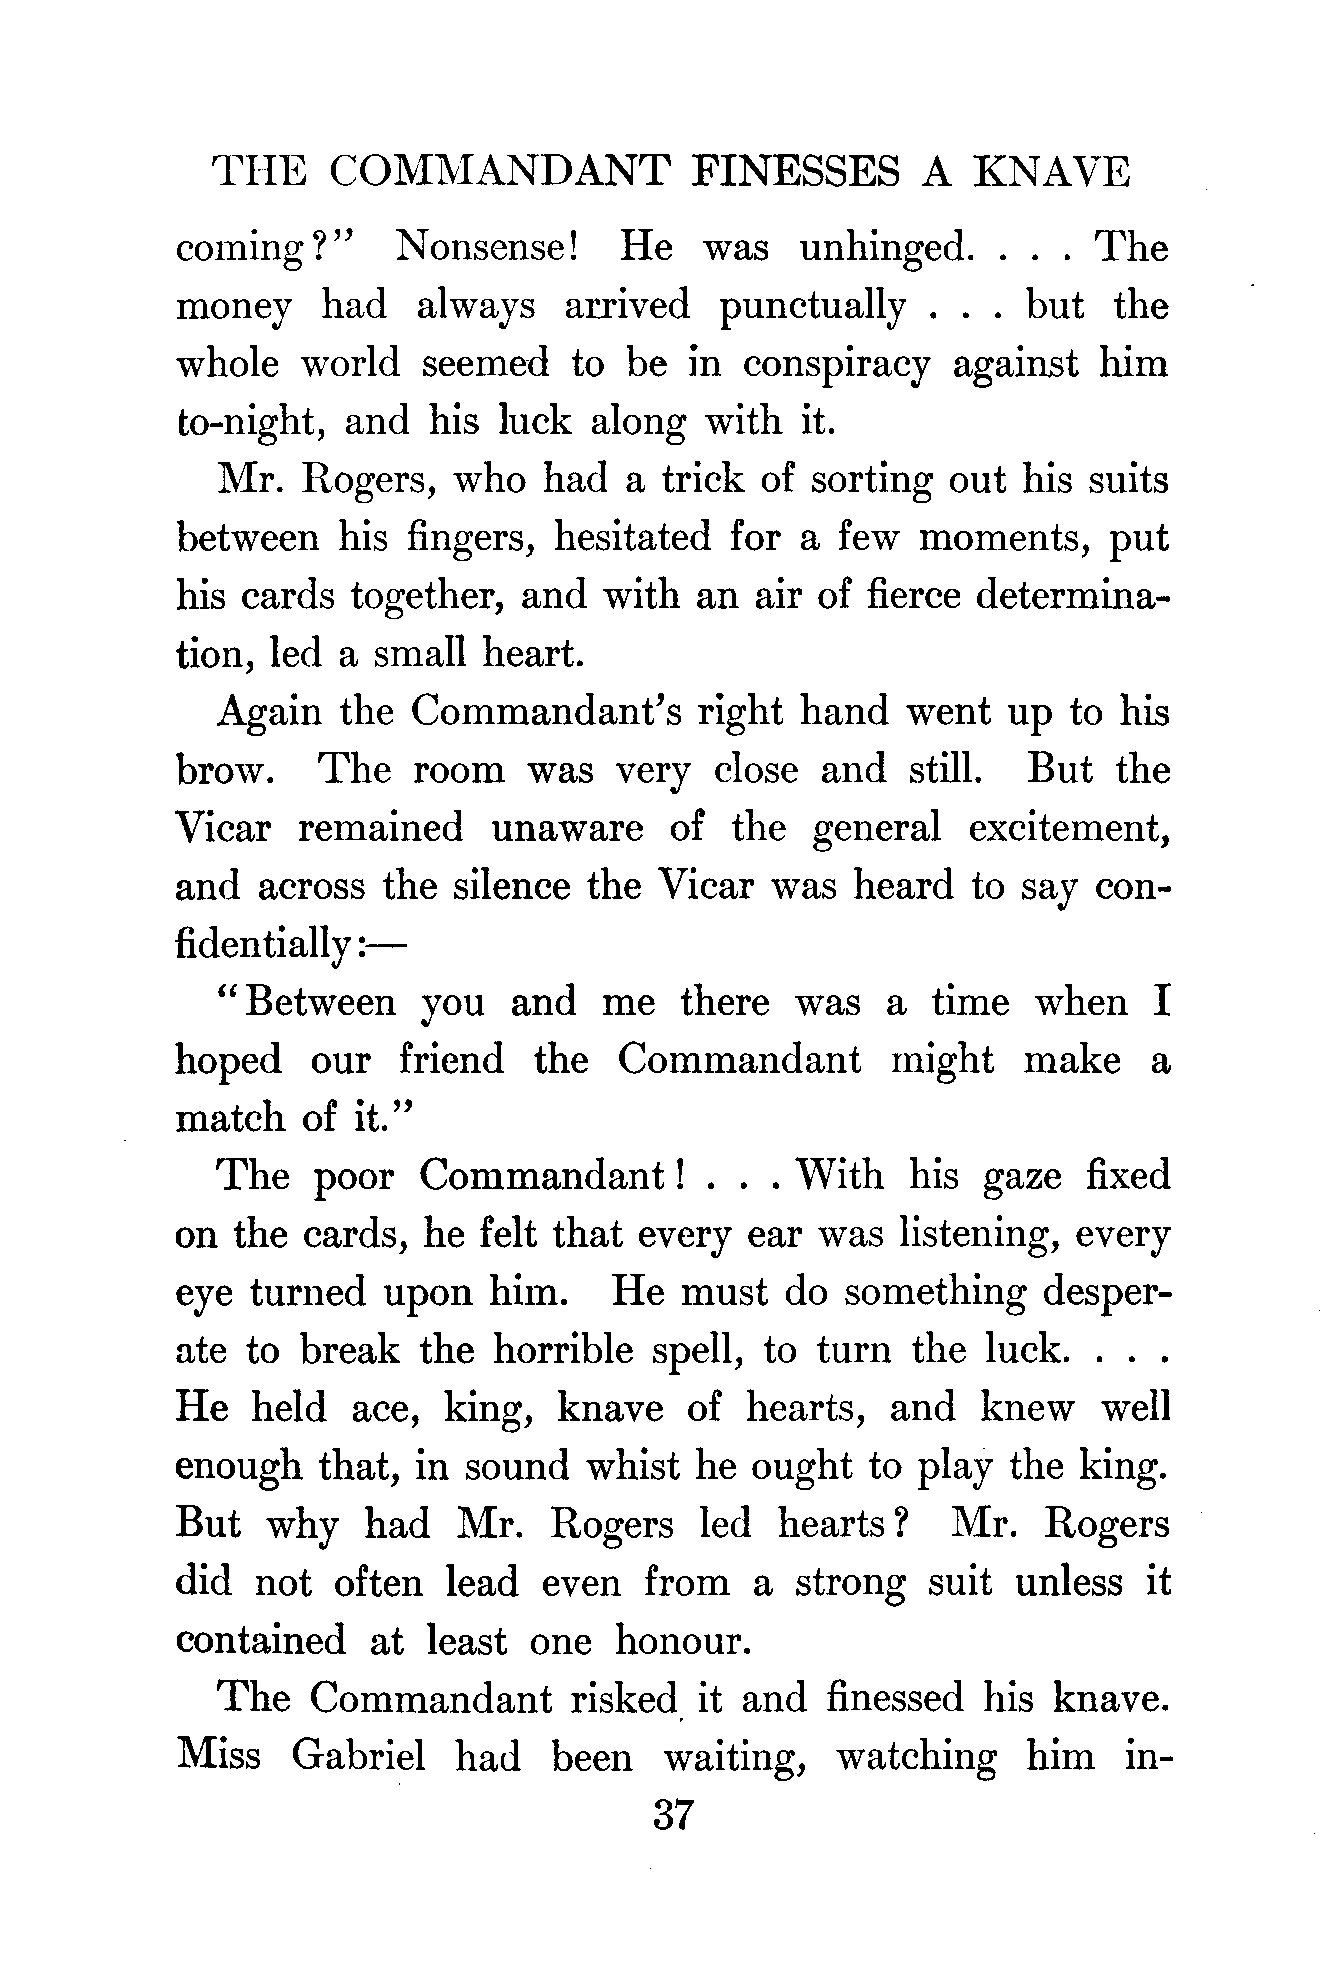 THE COMMANDANT FINESSES A KNAVE
coming?" Nonsense! He was unhinged. . . . The
money had always arrived punctually . . . but the
whole world seemed to be in conspiracy against him
to-night, and his luck along with it.
Mr. Rogers, who had a trick of sorting out his suits
between his fingers, hesitated for a few moments, put
his cards together, and with an air of fierce determina-
tion, led a small heart.
Again the Commandant's right hand went up to his
brow. The room was very close and still. But the
Vicar remained unaware of the general excitement,
and across the silence the Vicar was heard to say con-
fidentially:—
"Between you and me there was a time when I
hoped our friend the Commandant might make a
match of it."
The poor Commandant! . . . With his gaze fixed
on the cards, he felt that every ear was listening, every
eye turned upon him. He must do something desper-
ate to break the horrible spell, to turn the luck. . . .
He held ace, king, knave of hearts, and knew well
enough that, in sound whist he ought to play the king.
But why had Mr. Rogers led hearts? Mr. Rogers
did not often lead even from a strong suit unless it
contained at least one honour.
The Commandant risked it and finessed his knave.
Miss Gabriel had been waiting, watching him in-
37